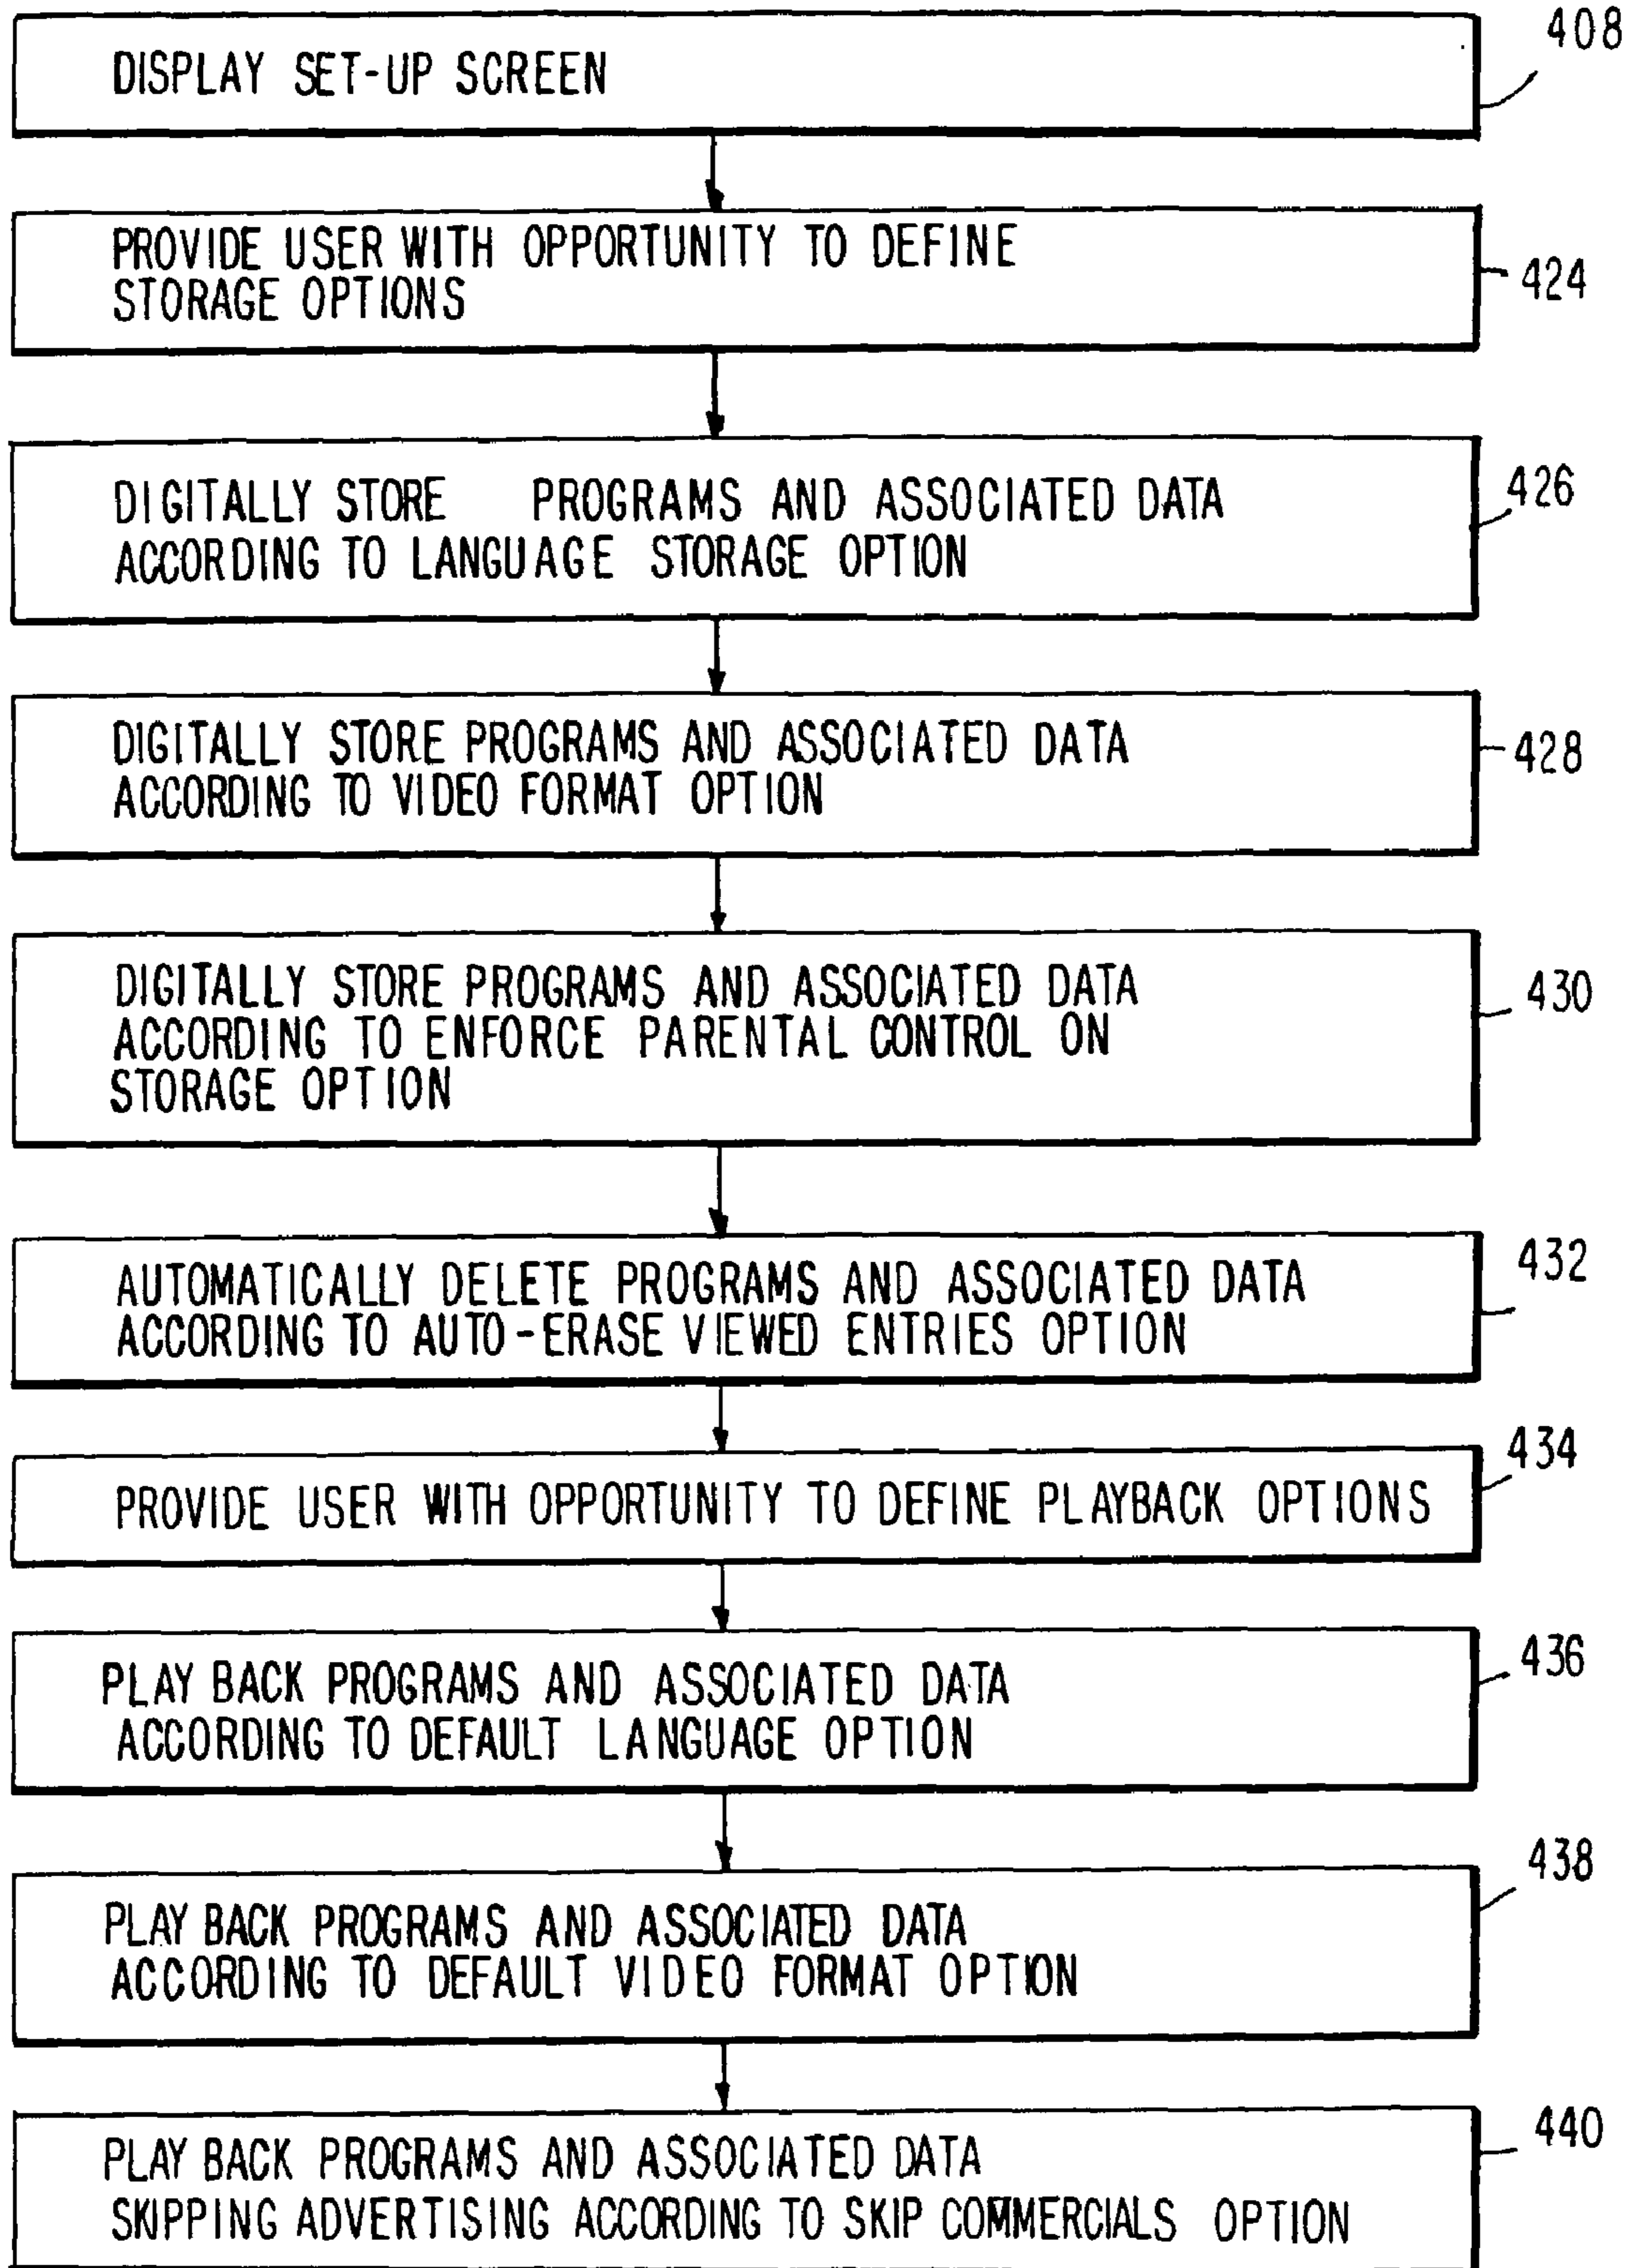 DISPLAY SET-UP SCREEN
408
PROVIDE USER WITH OPPORTUNITY TO DEFINE
STORAGE OPTIONS
424
DIGITALLY STORE PROGRAMS AND ASSOCIATED DATA
ACCORDING TO LANGUAGE STORAGE OPTION
426
DIGITALLY STORE PROGRAMS AND ASSOCIATED DATA
ACCORDING TO VIDEO FORMAT OPTION
428
DIGITALLY STORE PROGRAMS AND ASSOCIATED DATA
ACCORDING TO ENFORCE PARENTAL CONTROL ON
STORAGE OPTION
430
AUTOMATICALLY DELETE PROGRAMS AND ASSOCIATED DATA
ACCORDING TO AUTO-ERASE VIEWED ENTRIES OPTION
432
PROVIDE USER WITH OPPORTUNITY TO DEFINE PLAYBACK OPTIONS
434
PLAY BACK PROGRAMS AND ASSOCIATED DATA
ACCORDING TO DEFAULT LANGUAGE OPTION
436
PLAY BACK PROGRAMS AND ASSOCIATED DATA
ACCORDING TO DEFAULT VIDEO FORMAT OPTION
438
PLAY BACK PROGRAMS AND ASSOCIATED DATA
SKIPPING ADVERTISING ACCORDING TO SKIP COMMERCIALS OPTION
440